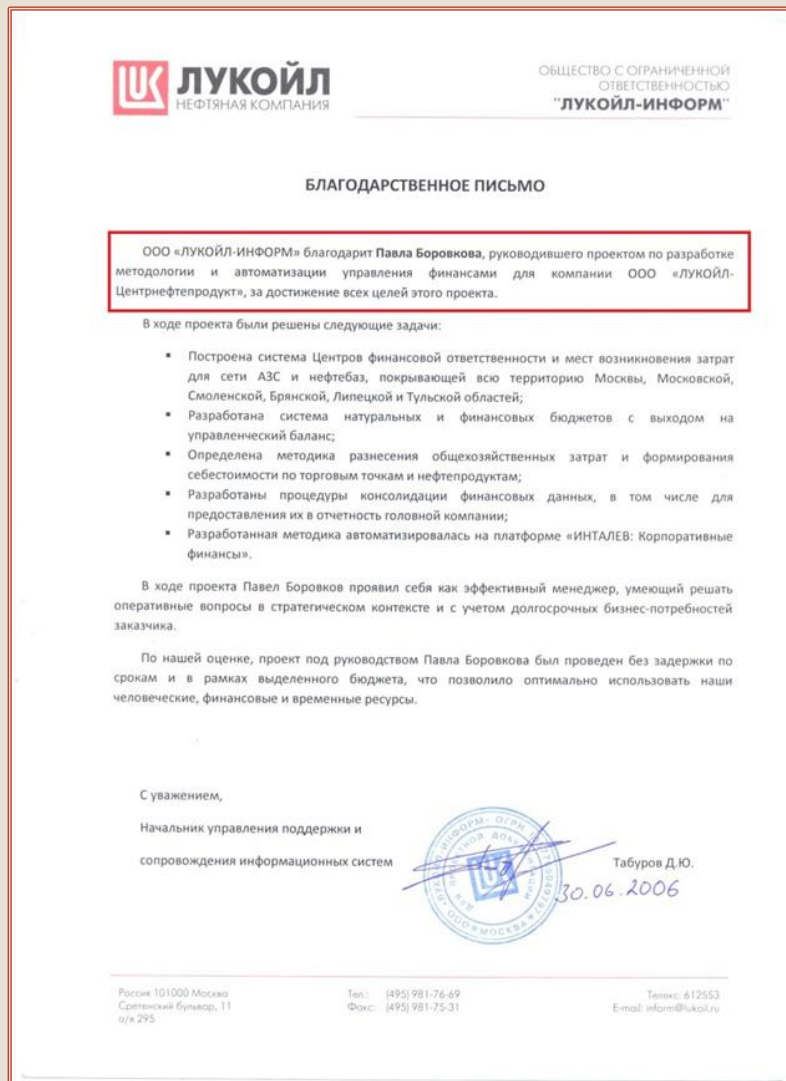 ЛУКОЙЛ
НЕФТЯНАЯ КОМПАНИЯ
ОБЩЕСТВО С ОГРАНИЧЕННОЙ
ОТВЕТСТВЕННОСТЬЮ
"ЛУКОЙЛ-ИНФОРМ"
БЛАГОДАРСТВЕННОЕ ПИСЬМО
ООО «ЛУКОЙЛ-ИНФОРМ» благодарит Павла Боровкова, руководившего проектом по разработке
методологии и автоматизации управления финансами для компании ООО «ЛУКОЙЛ-
Центрнефтепродукт», за достижение всех целей этого проекта.
В ходе проекта были решены следующие задачи:
▪ Построена система Центров финансовой ответственности и мест возникновения затрат
для сети АЗС и нефтебаз, покрывающей всю территорию Москвы, Московской,
Смоленской, Брянской, Липецкой и Тульской областей;
▪ Разработана система натуральных и финансовых бюджетов с выходом на
управленческий баланс;
▪ Определена методика разнесения общехозяйственных затрат и формирования
себестоимости по торговым точкам и нефтепродуктам;
▪ Разработаны процедуры консолидации финансовых данных, в том числе для
предоставления их в отчетность головной компании;
▪ Разработанная методика автоматизировалась на платформе «ИНТАЛЕВ: Корпоративные
финансы».
В ходе проекта Павел Боровков проявил себя как эффективный менеджер, умеющий решать
оперативные вопросы в стратегическом контексте и с учетом долгосрочных бизнес-потребностей
заказчика.
По нашей оценке, проект под руководством Павла Боровкова был проведен без задержки по
срокам и в рамках выделенного бюджета, что позволило оптимально использовать наши
человеческие, финансовые и временные ресурсы.
С уважением,
Начальник управления поддержки и
сопровождения информационных систем
Табуров Д.Ю.
30.06.2006
ООО «ЛУКОЙЛ-ИНФОРМ» ОГРН
МОСКВА
Россия 101000 Москва
Сретенский бульвар, 11
а/я 295
Тел.: (495) 981-76-69
Факс: (495) 981-75-31
Телекс: 612553
E-mail: inform@lukoil.ru